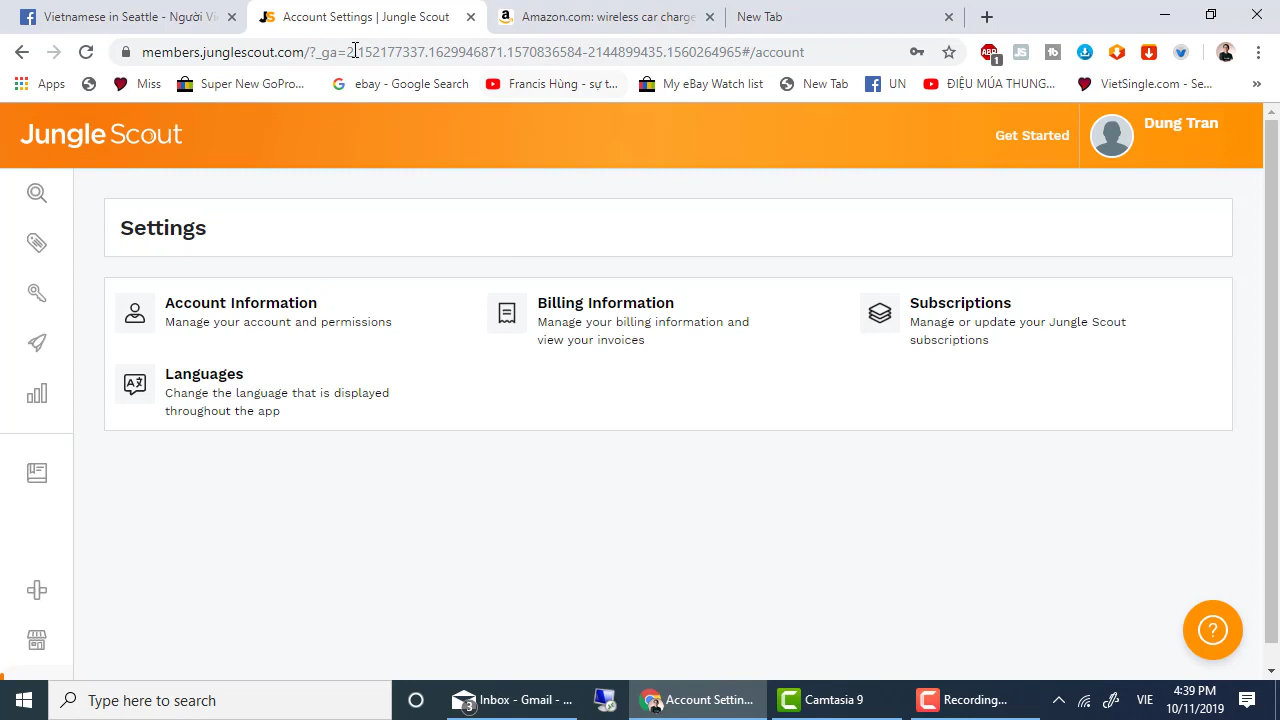 Vietnamese in Seattle - Người Vi
Account Settings | Jungle Scout
Amazon.com: wireless car charge
New Tab
members.junglescout.com/?_ga=2.152177337.1629946871.1570836584-2144899435.1560264965#/account
ABP
1
JS
tb
Apps
Miss
Super New GoPro...
ebay - Google Search
Francis Hùng - sự t...
My eBay Watch list
New Tab
UN
ĐIỆU MÚA THUNG...
VietSingle.com - Se...
»
Jungle Scout
Get Started
Dung Tran
Settings
Account Information
Manage your account and permissions
Billing Information
Manage your billing information and
view your invoices
Subscriptions
Manage or update your Jungle Scout
subscriptions
Languages
Change the language that is displayed
throughout the app
?
Type here to search
3
Inbox - Gmail - ...
Account Settin...
Camtasia 9
Recording...
VIE
4:39 PM
10/11/2019